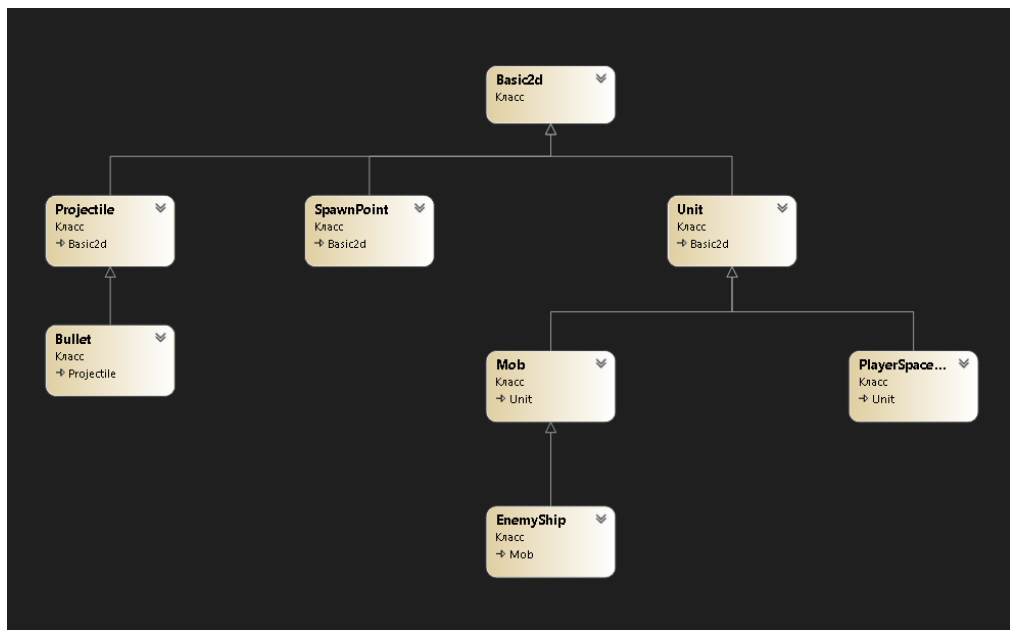 Basic2d
Класс
Projectile
Класс
Basic2d
SpawnPoint
Класс
Basic2d
Unit
Класс
Basic2d
Bullet
Класс
Projectile
Mob
Класс
Unit
PlayerSpace...
Класс
Unit
EnemyShip
Класс
Mob